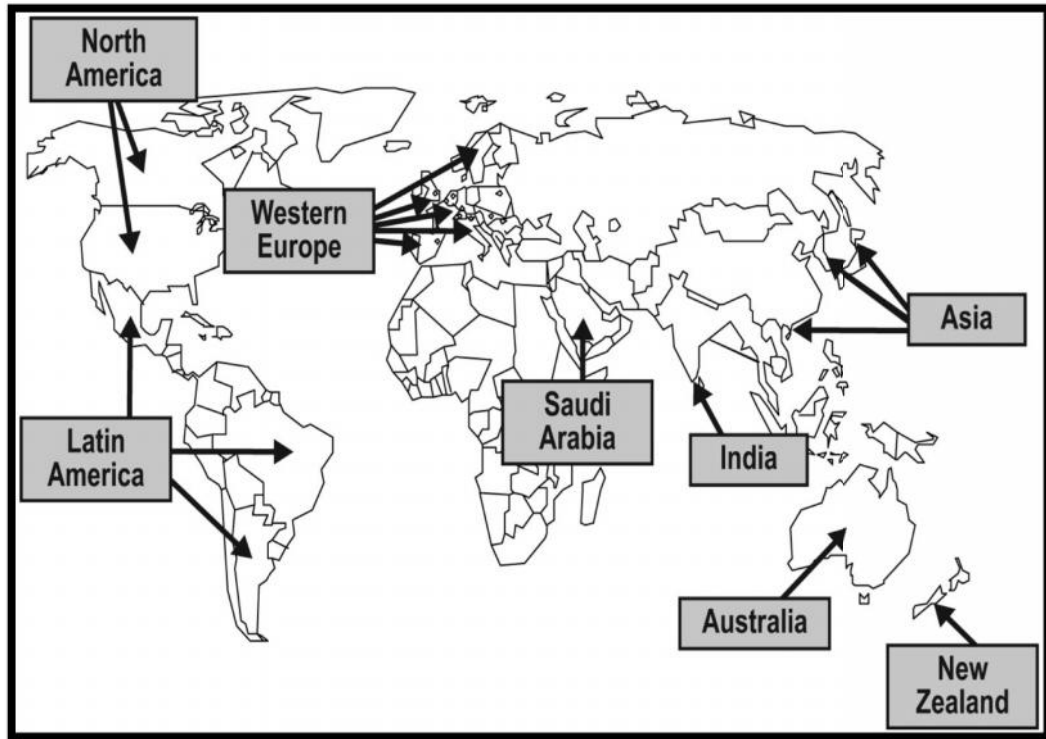 North
America
Western
Europe
Asia
Saudi
Arabia
Latin
America
India
Australia
New
Zealand